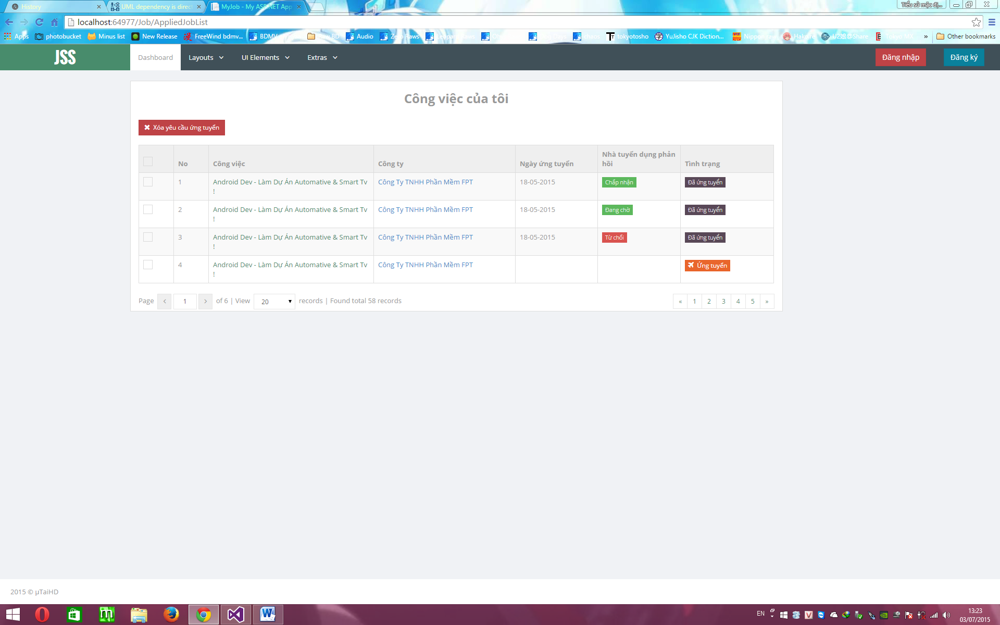 History
UML dependency is direct
MyJob - My ASP.NET App
Tiểu sử mặc đị...
localhost:64977/Job/AppliedJobList
Apps
photobucket
Minus list
New Release
FreeWind bdmv...
BDMV
Audio
Zero Raws
tokyotosho
YuJisho CJK Diction...
U2娘@Share
Tokyo MX
»
Other bookmarks
JSS
Dashboard
Layouts
UI Elements
Extras
Đăng nhập
Đăng ký
Công việc của tôi
Xóa yêu cầu ứng tuyển
No Công việc Công ty Ngày ứng tuyển Nhà tuyển dụng phản Tình trạng
hồi
1 Android Dev - Làm Dự Án Automative & Smart Tv Công Ty TNHH Phần Mềm FPT 18-05-2015 Chấp nhận Đã ứng tuyển
!
2 Android Dev - Làm Dự Án Automative & Smart Tv Công Ty TNHH Phần Mềm FPT 18-05-2015 Đang chờ Đã ứng tuyển
!
3 Android Dev - Làm Dự Án Automative & Smart Tv Công Ty TNHH Phần Mềm FPT 18-05-2015 Từ chối Đã ứng tuyển
!
4 Android Dev - Làm Dự Án Automative & Smart Tv Công Ty TNHH Phần Mềm FPT Ứng tuyển
!
Page < 1 > of 6 | View 20 records | Found total 58 records
« 1 2 3 4 5 »
2015 © µTaiHD
EN
13:23
03/07/2015